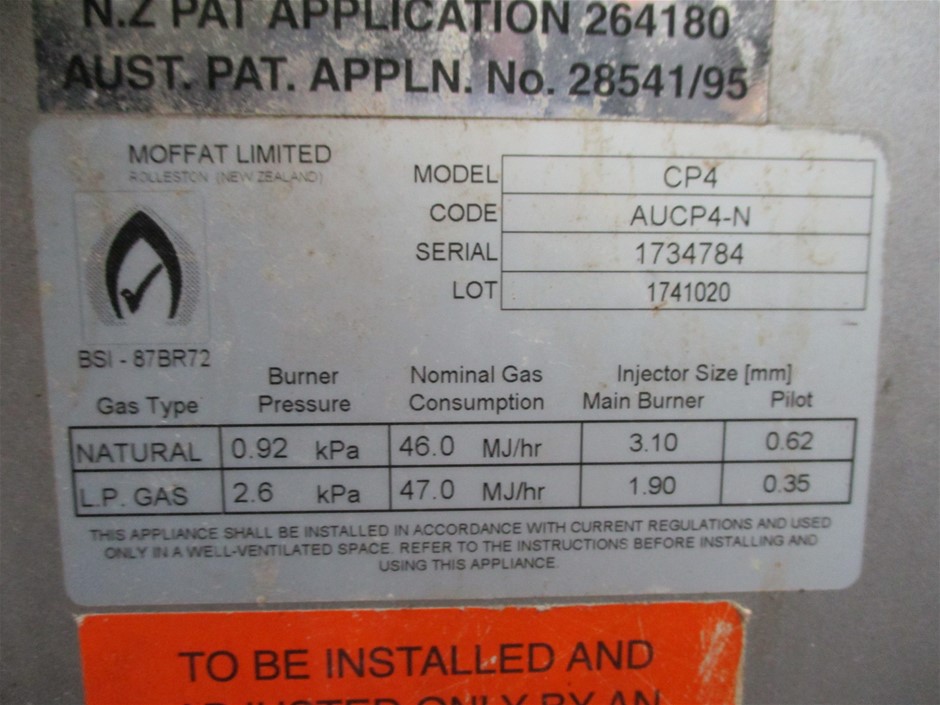 N.Z PAT APPLICATION 264180
AUST. PAT. APPLN. No. 28541/95
MOFFAT LIMITED
ROLLESTON (NEW ZEALAND)
MODEL CP4
CODE AUCP4-N
SERIAL 1734784
LOT 1741020
BSI - 87BR72
Gas Type Burner Pressure Nominal Gas Consumption Injector Size [mm] Main Burner Pilot
NATURAL 0.92 kPa 46.0 MJ/hr 3.10 0.62
L.P. GAS 2.6 kPa 47.0 MJ/hr 1.90 0.35
THIS APPLIANCE SHALL BE INSTALLED IN ACCORDANCE WITH CURRENT REGULATIONS AND USED
ONLY IN A WELL-VENTILATED SPACE. REFER TO THE INSTRUCTIONS BEFORE INSTALLING AND
USING THIS APPLIANCE.
TO BE INSTALLED AND
ADJUSTED ONLY BY AN